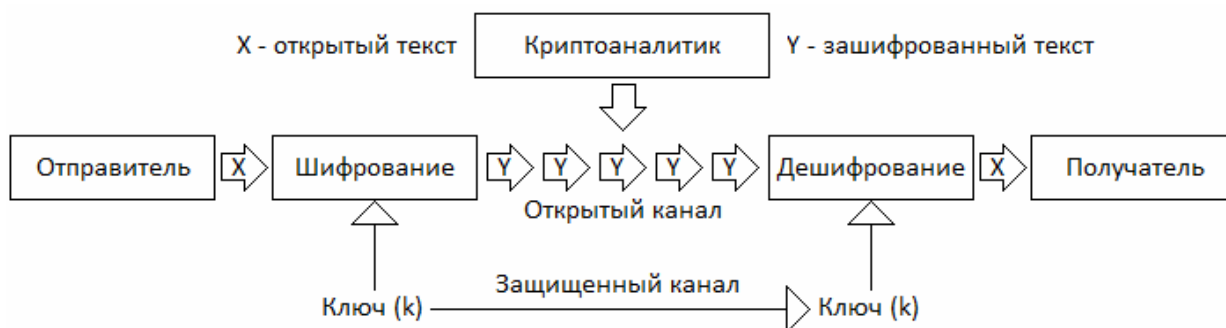 X - открытый текст
Криптоаналитик
Y - зашифрованный текст
Отправитель
X
Шифрование
Y
Y
Y
Y
Y
Дешифрование
X
Получатель
Открытый канал
Защищенный канал
Ключ (k)
Ключ (k)